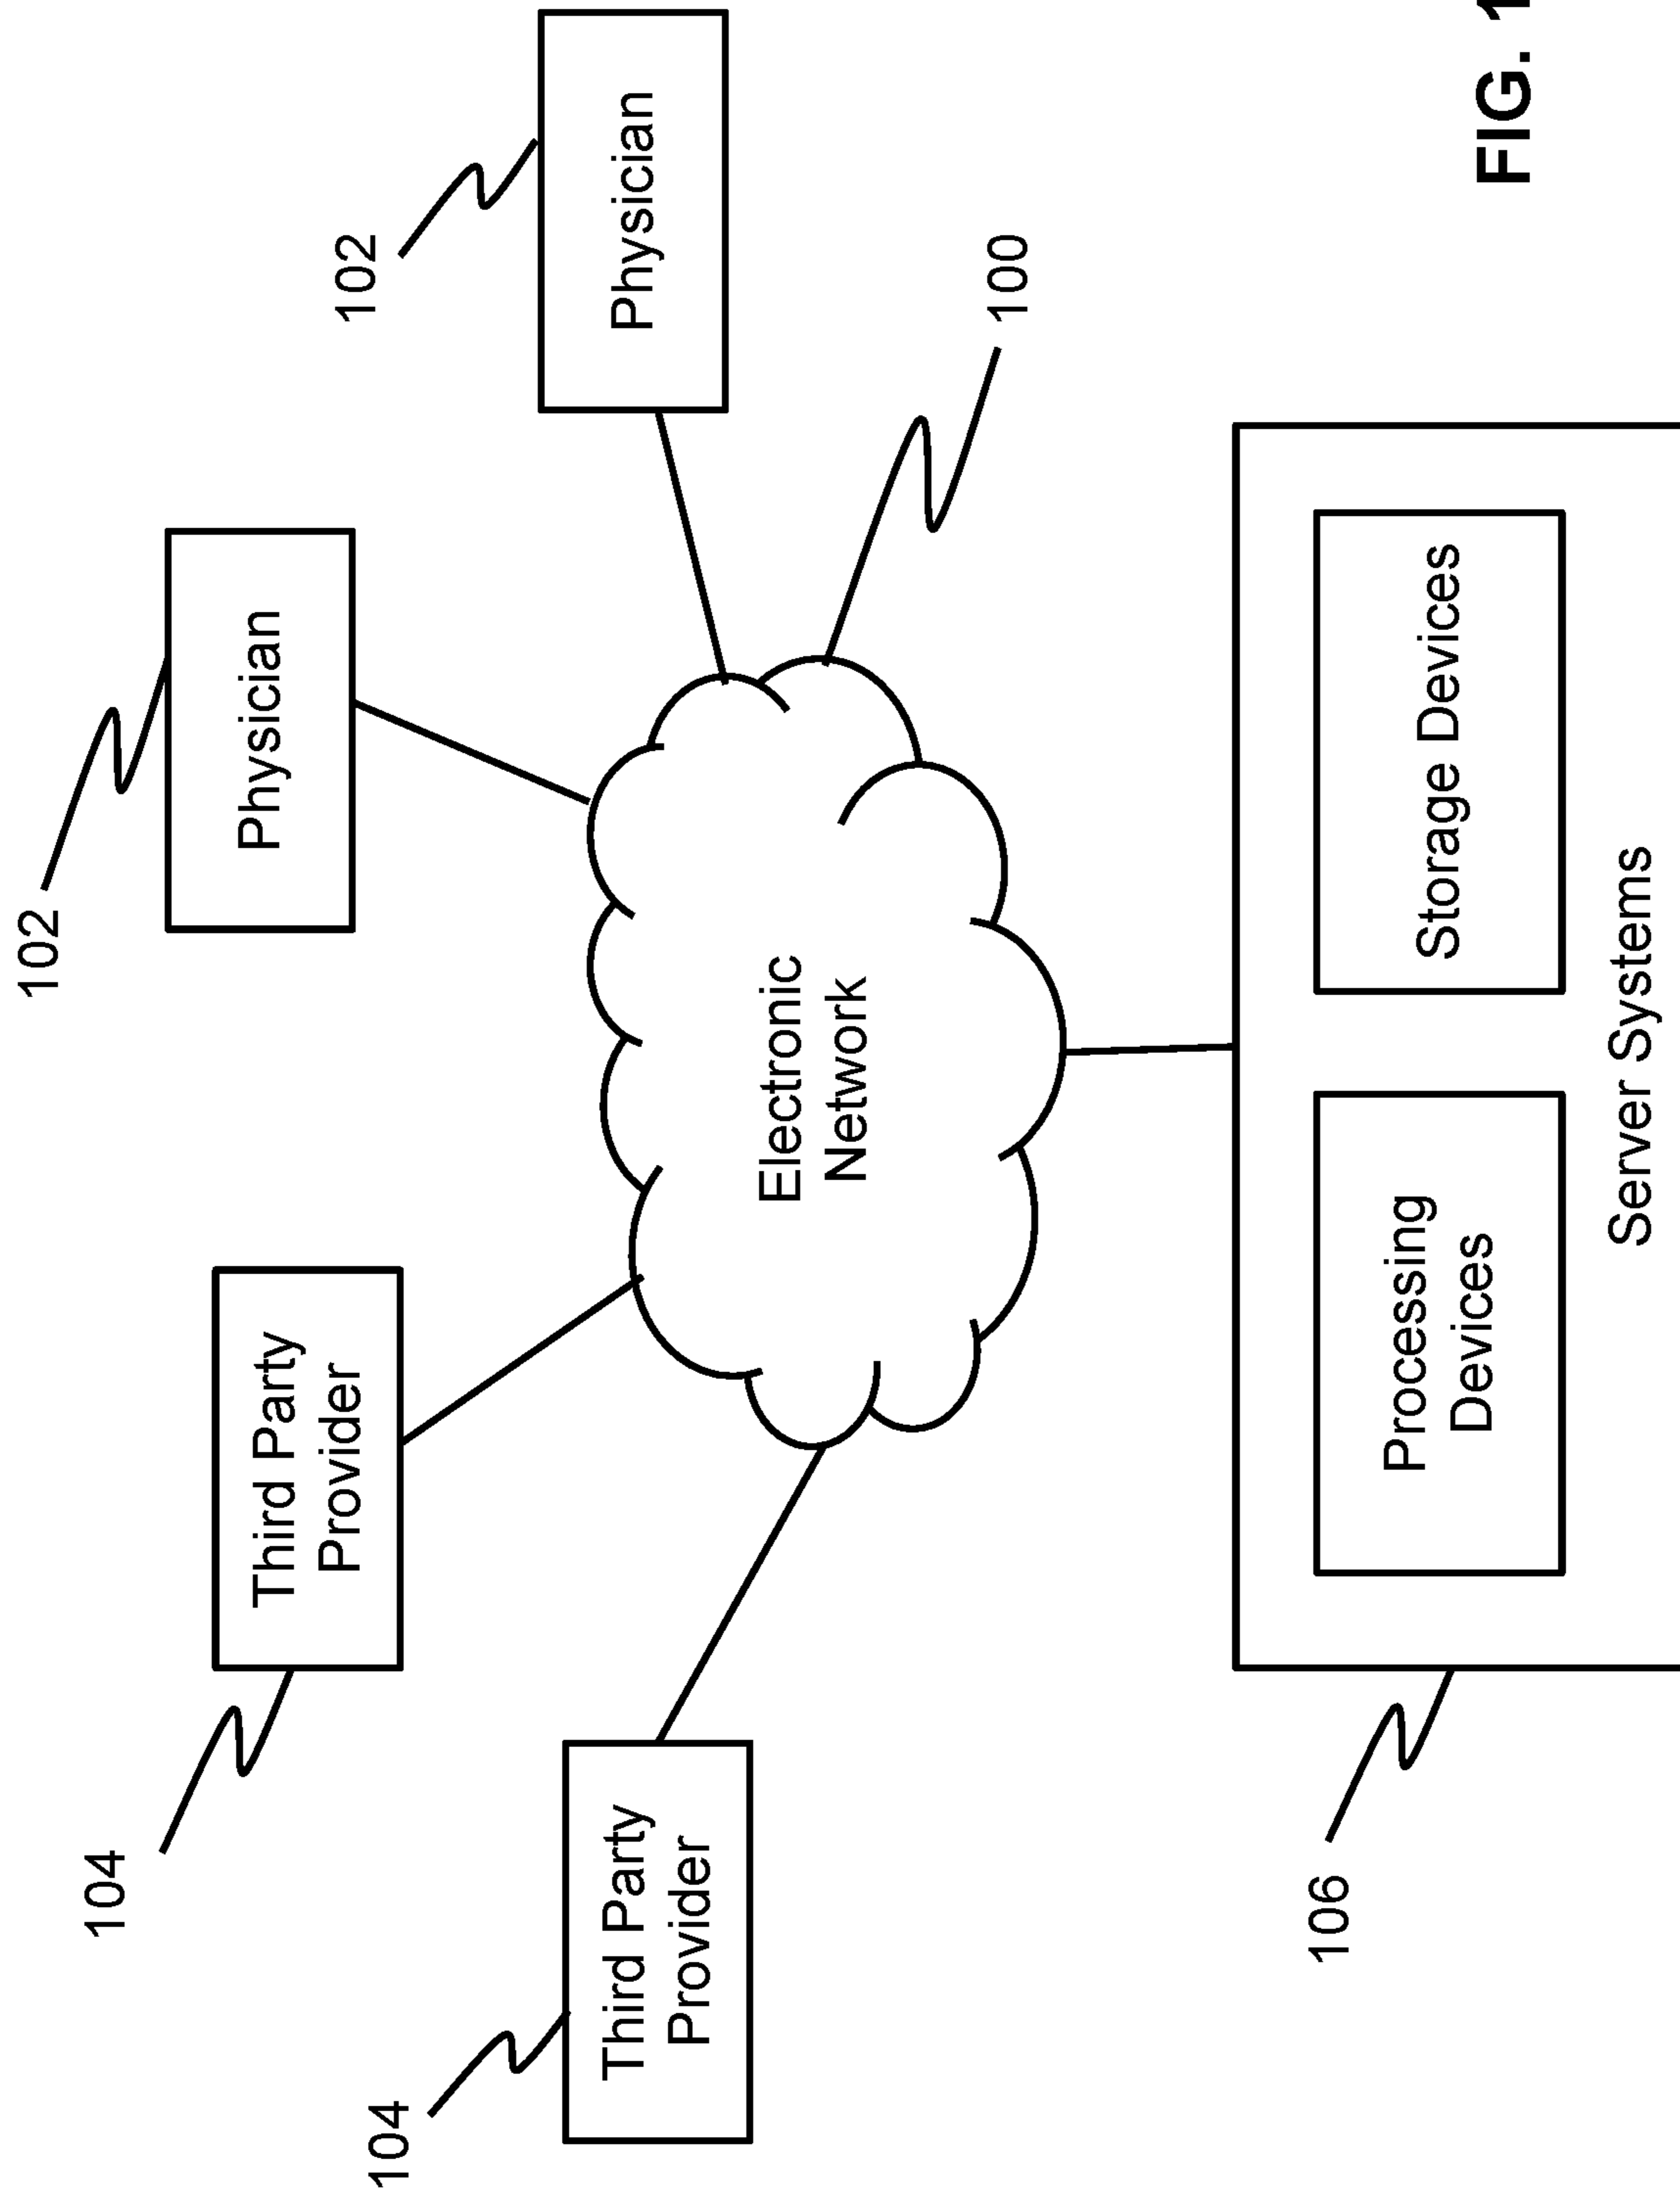 102
Physician
102
Physician
104
Third Party
Provider
104
Third Party
Provider
Electronic
Network
100
106
Processing
Devices
Storage Devices
Server Systems
FIG. 1